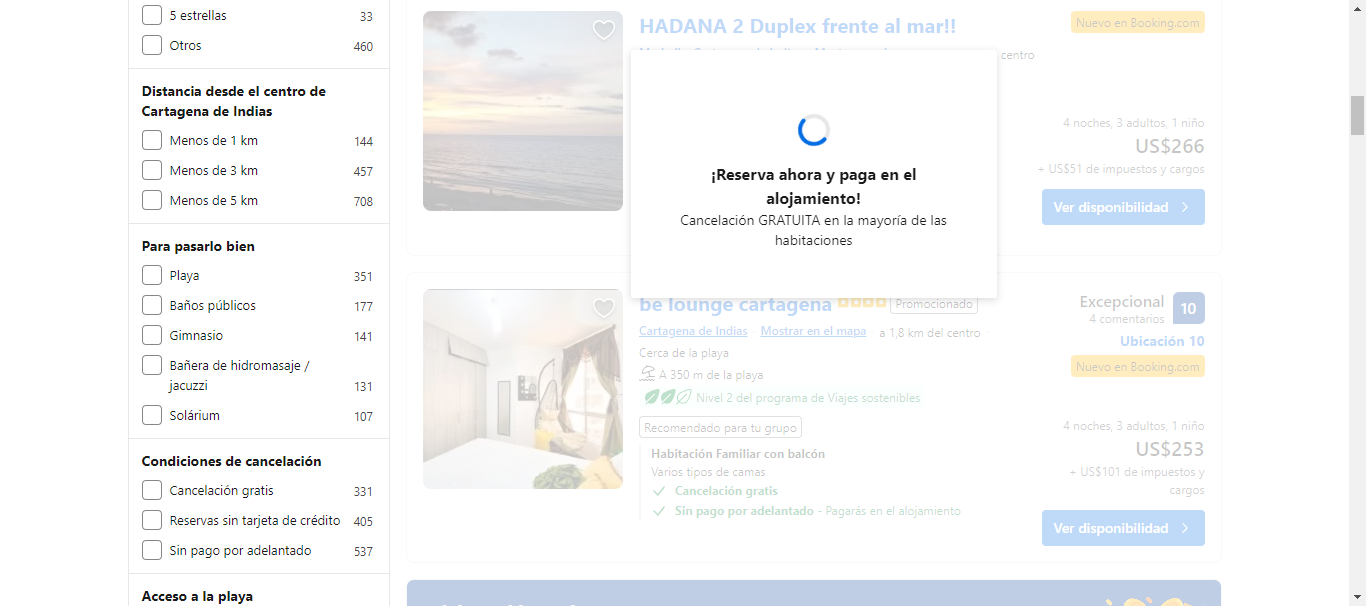 5 estrellas 33
Otros 460
Distancia desde el centro de
Cartagena de Indias
Menos de 1 km 144
Menos de 3 km 457
Menos de 5 km 708
Para pasarlo bien
Playa 351
Baños públicos 177
Gimnasio 141
Bañera de hidromasaje /
jacuzzi 131
Solárium 107
Condiciones de cancelación
Cancelación gratis 331
Reservas sin tarjeta de crédito 405
Sin pago por adelantado 537
Acceso a la playa
HADANA 2 Duplex frente al mar!!
Nuevo en Booking.com
centro
¡Reserva ahora y paga en el
alojamiento!
Cancelación GRATUITA en la mayoría de las
habitaciones
4 noches, 3 adultos, 1 niño
US$266
+ US$51 de impuestos y cargos
Ver disponibilidad
be lounge cartagena Promocionado
Cartagena de Indias Mostrar en el mapa a 1,8 km del centro
Cerca de la playa
A 350 m de la playa
Nivel 2 del programa de Viajes sostenibles
Recomendado para tu grupo
Habitación Familiar con balcón
Varios tipos de camas
Cancelación gratis
Sin pago por adelantado - Pagarás en el alojamiento
Excepcional 10
4 comentarios
Ubicación 10
Nuevo en Booking.com
4 noches, 3 adultos, 1 niño
US$253
+ US$101 de impuestos y
cargos
Ver disponibilidad